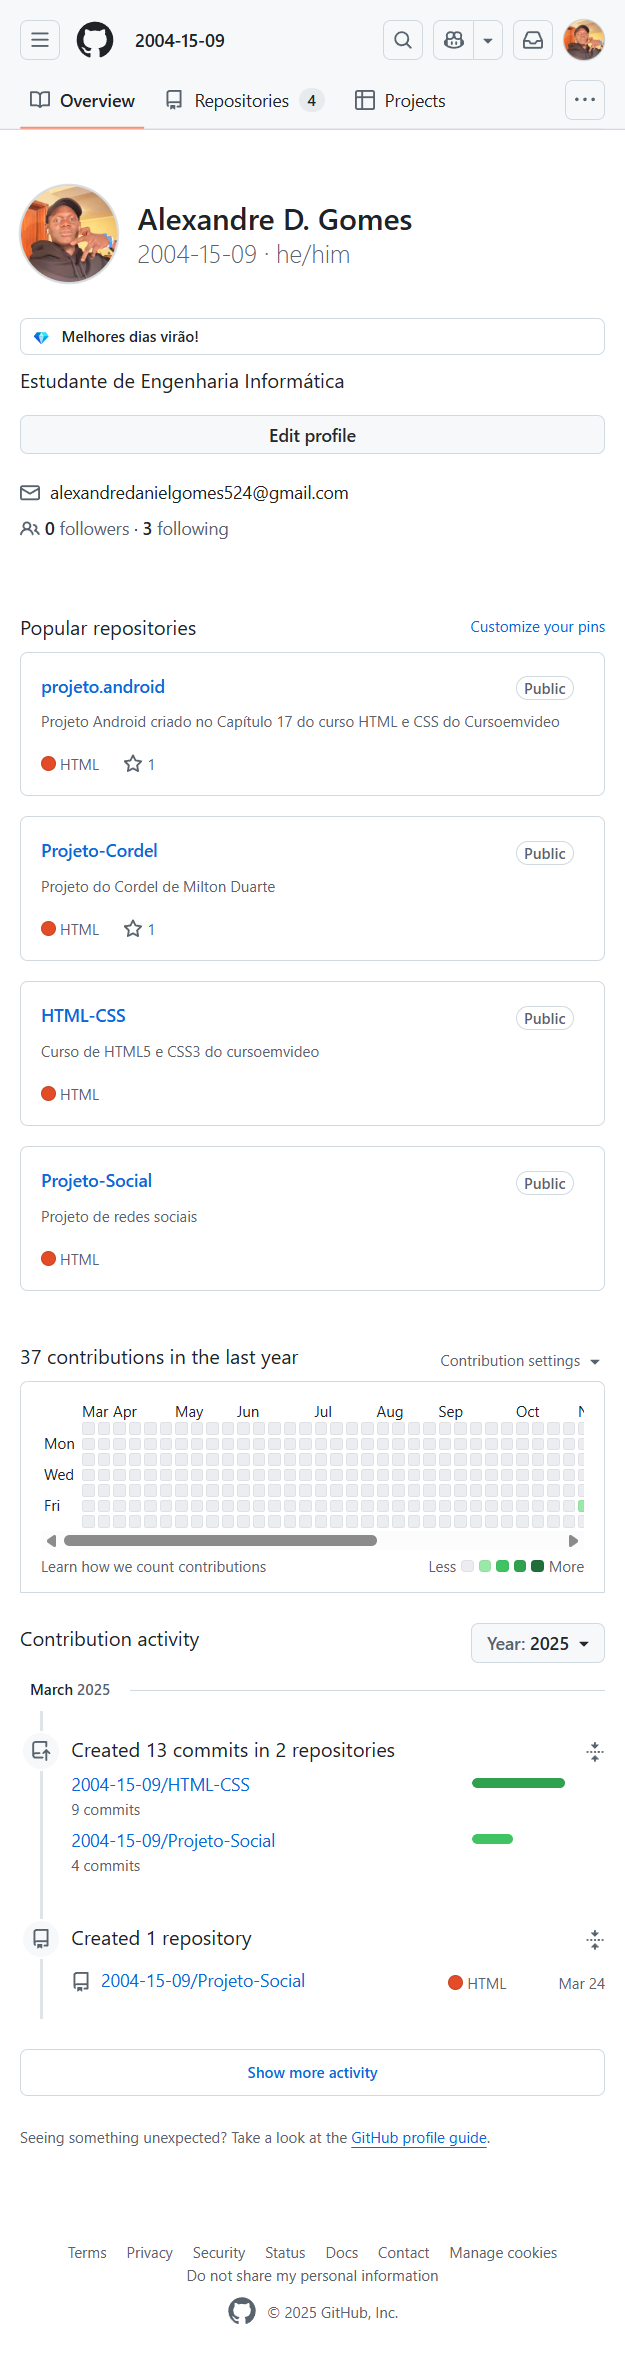 2004-15-09
Overview
Repositories 4
Projects
Alexandre D. Gomes
2004-15-09 · he/him
Melhores dias virão!
Estudante de Engenharia Informática
Edit profile
alexandredanielgomes524@gmail.com
0 followers · 3 following
Popular repositories
Customize your pins
projeto.android
Public
Projeto Android criado no Capítulo 17 do curso HTML e CSS do Cursoemvideo
HTML 1
Projeto-Cordel
Public
Projeto do Cordel de Milton Duarte
HTML 1
HTML-CSS
Public
Curso de HTML5 e CSS3 do cursoemvideo
HTML
Projeto-Social
Public
Projeto de redes sociais
HTML
37 contributions in the last year
Contribution settings
Mar Apr May Jun Jul Aug Sep Oct
Mon
Wed
Fri
Learn how we count contributions
Less More
Contribution activity
Year: 2025
March 2025
Created 13 commits in 2 repositories
2004-15-09/HTML-CSS
9 commits
2004-15-09/Projeto-Social
4 commits
Created 1 repository
2004-15-09/Projeto-Social
HTML
Mar 24
Show more activity
Seeing something unexpected? Take a look at the GitHub profile guide.
Terms Privacy Security Status Docs Contact Manage cookies
Do not share my personal information
© 2025 GitHub, Inc.